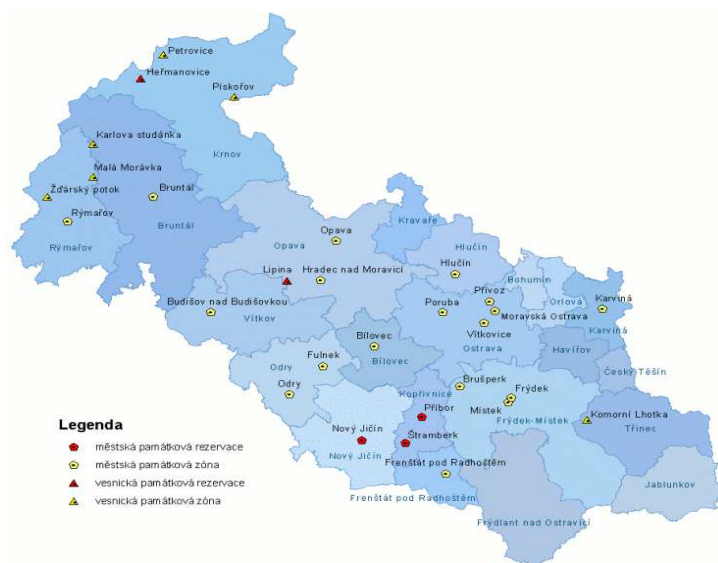 Petrovice
Heřmanovice
Pískořov
Karlova studánka
Krnov
Malá Morávka
Žďárský potok
Bruntál
Rýmařov
Bruntál
Rýmařov
Opava
Kravaře
Opava
Hlučín
Hlučín
Lipina
Hradec nad Moravicí
Bohumín
Přívoz
Orlová
Karviná
Budišov nad Budišovkou
Poruba
Moravská Ostrava
Vítkov
Vítkovice
Karviná
Bílovec
Ostrava
Havířov
Fulnek
Bílovec
Český Těšín
Odry
Odry
Brušperk
Kopřivnice
Frýdek
Příbor
Místek
Komorní Lhotka
Frýdek-Místek
Třinec
Nový Jičín
Štramberk
Nový Jičín
Frenštát pod Radhoštěm
Jablunkov
Frenštát pod Radhoštěm
Frýdlant nad Ostravicí
Legenda
městská památková rezervace
městská památková zóna
vesnická památková rezervace
vesnická památková zóna